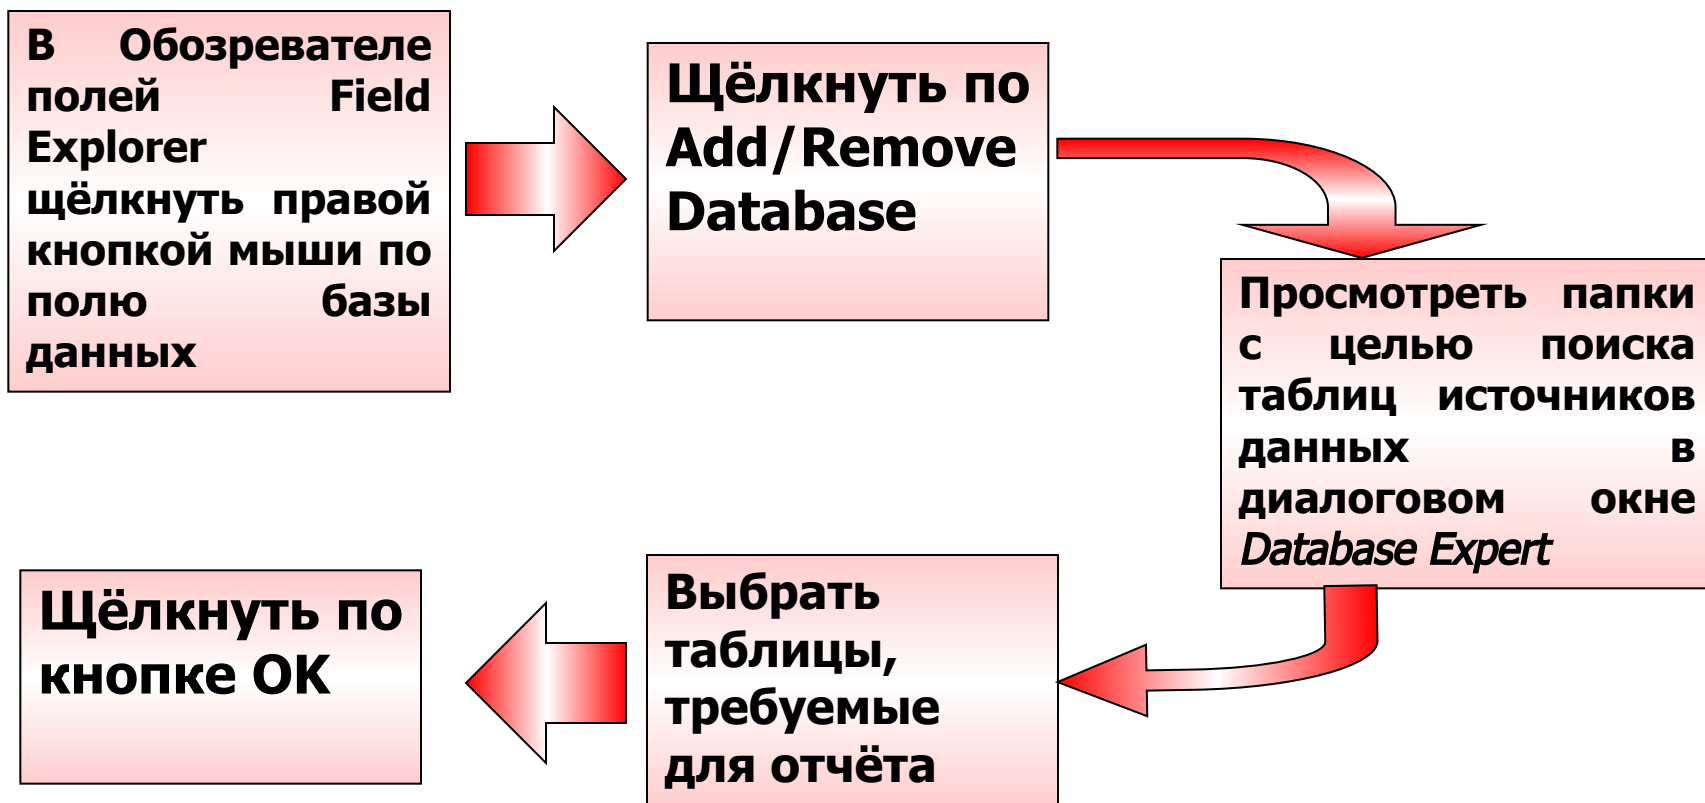 В Обозревателе
полей Field
Explorer
щёлкнуть правой
кнопкой мыши по
полю базы
данных
Щёлкнуть по
Add/Remove
Database
Просмотреть папки
с целью поиска
таблиц источников
данных в
диалоговом окне
Database Expert
Выбрать
таблицы,
требуемые
для отчёта
Щёлкнуть по
кнопке OK